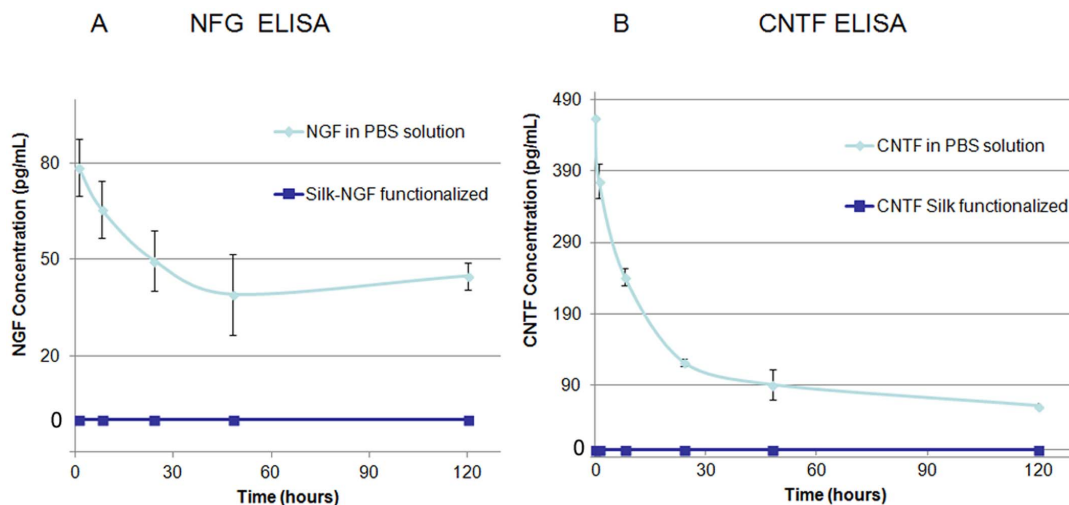 A NFG ELISA
NGF Concentration (pg/mL)
80
50
20
0
NGF in PBS solution
Silk-NGF functionalized
0 30 60 90 120
Time (hours)
B CNTF ELISA
CNTF Concentration (pg/mL)
490
390
290
190
90
0
CNTF in PBS solution
CNTF Silk functionalized
0 30 60 90 120
Time (hours)